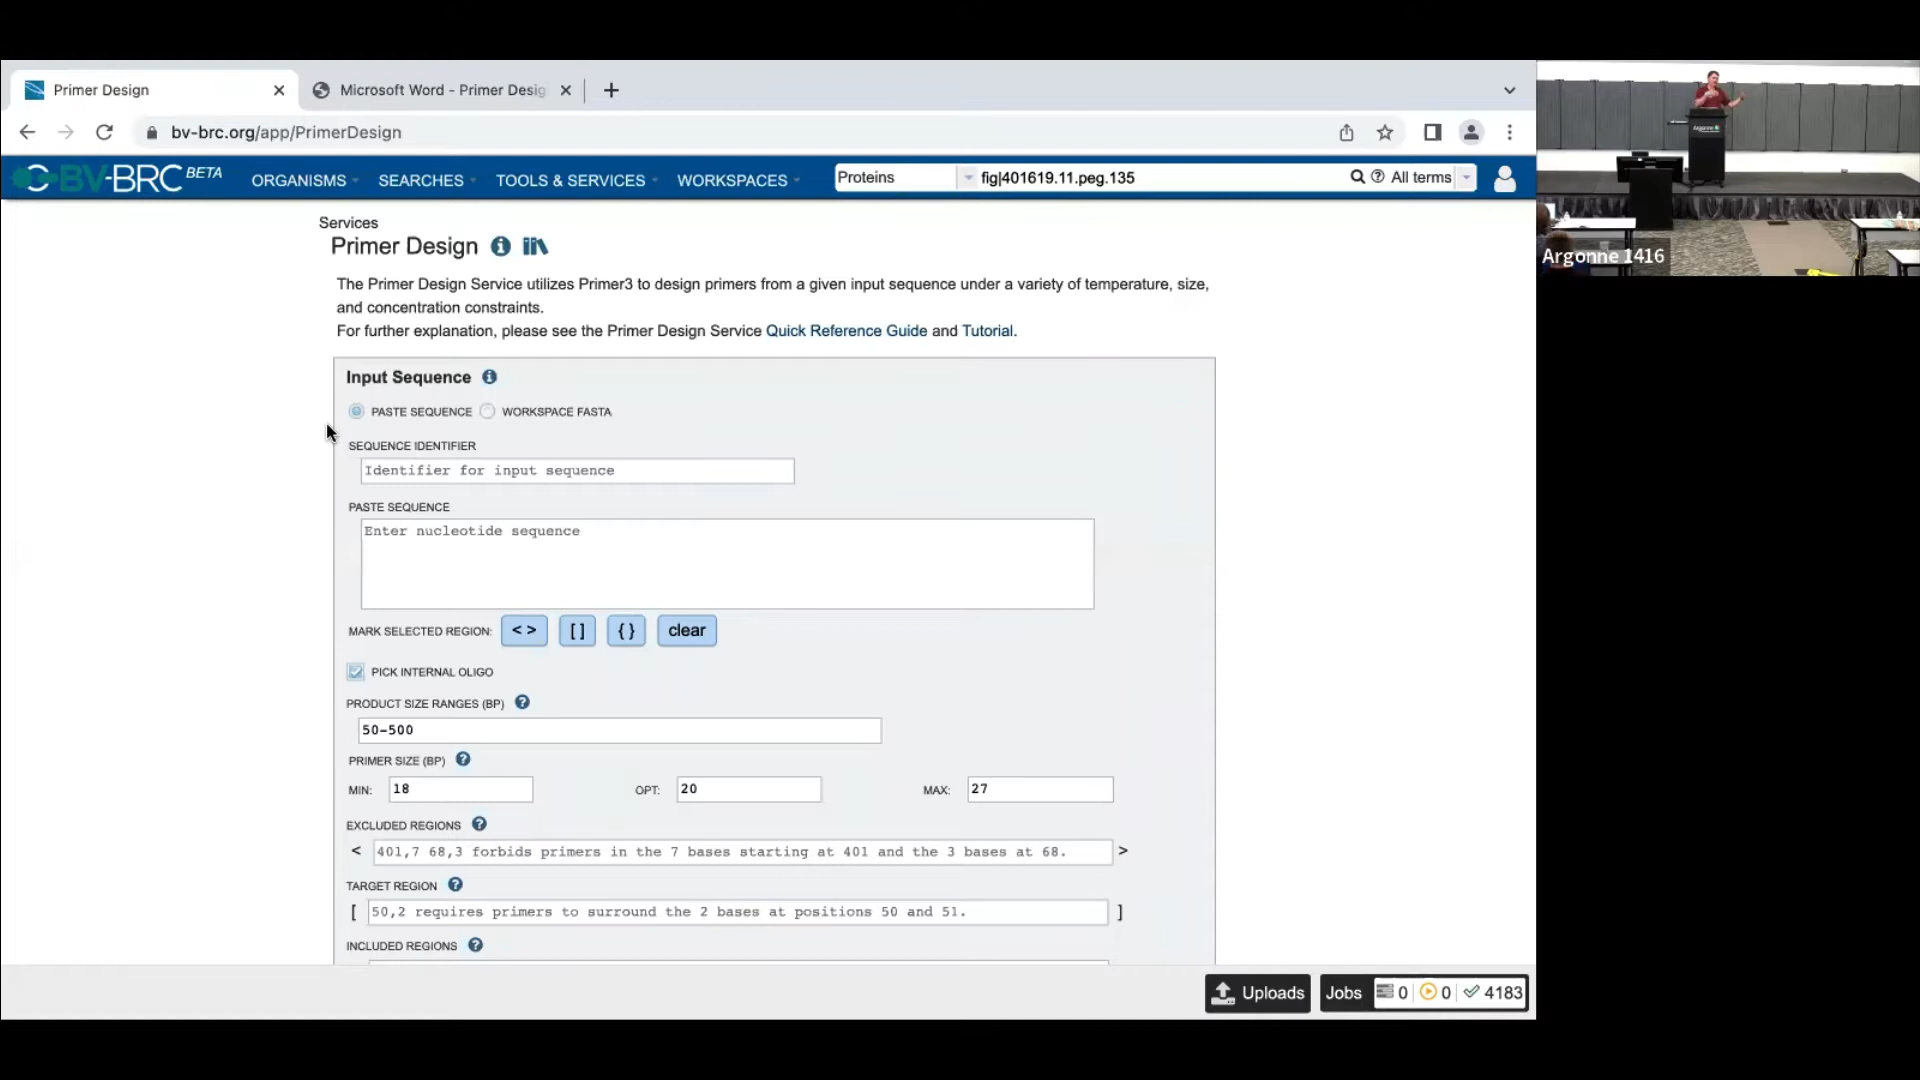 Primer Design
Microsoft Word - Primer Desig
bv-brc.org/app/PrimerDesign
BV-BRC BETA
ORGANISMS
SEARCHES
TOOLS & SERVICES
WORKSPACES
Proteins
fig|401619.11.peg.135
All terms
Services
Primer Design
The Primer Design Service utilizes Primer3 to design primers from a given input sequence under a variety of temperature, size,
and concentration constraints.
For further explanation, please see the Primer Design Service Quick Reference Guide and Tutorial.
Input Sequence
PASTE SEQUENCE
WORKSPACE FASTA
SEQUENCE IDENTIFIER
Identifier for input sequence
PASTE SEQUENCE
Enter nucleotide sequence
MARK SELECTED REGION: < > [ ] { } clear
PICK INTERNAL OLIGO
PRODUCT SIZE RANGES (BP)
50-500
PRIMER SIZE (BP)
MIN: 18 OPT: 20 MAX: 27
EXCLUDED REGIONS
< 401,7 68,3 forbids primers in the 7 bases starting at 401 and the 3 bases at 68. >
TARGET REGION
[ 50,2 requires primers to surround the 2 bases at positions 50 and 51. ]
INCLUDED REGIONS
Uploads
Jobs 0 0 4183
Argonne
Argonne 1416